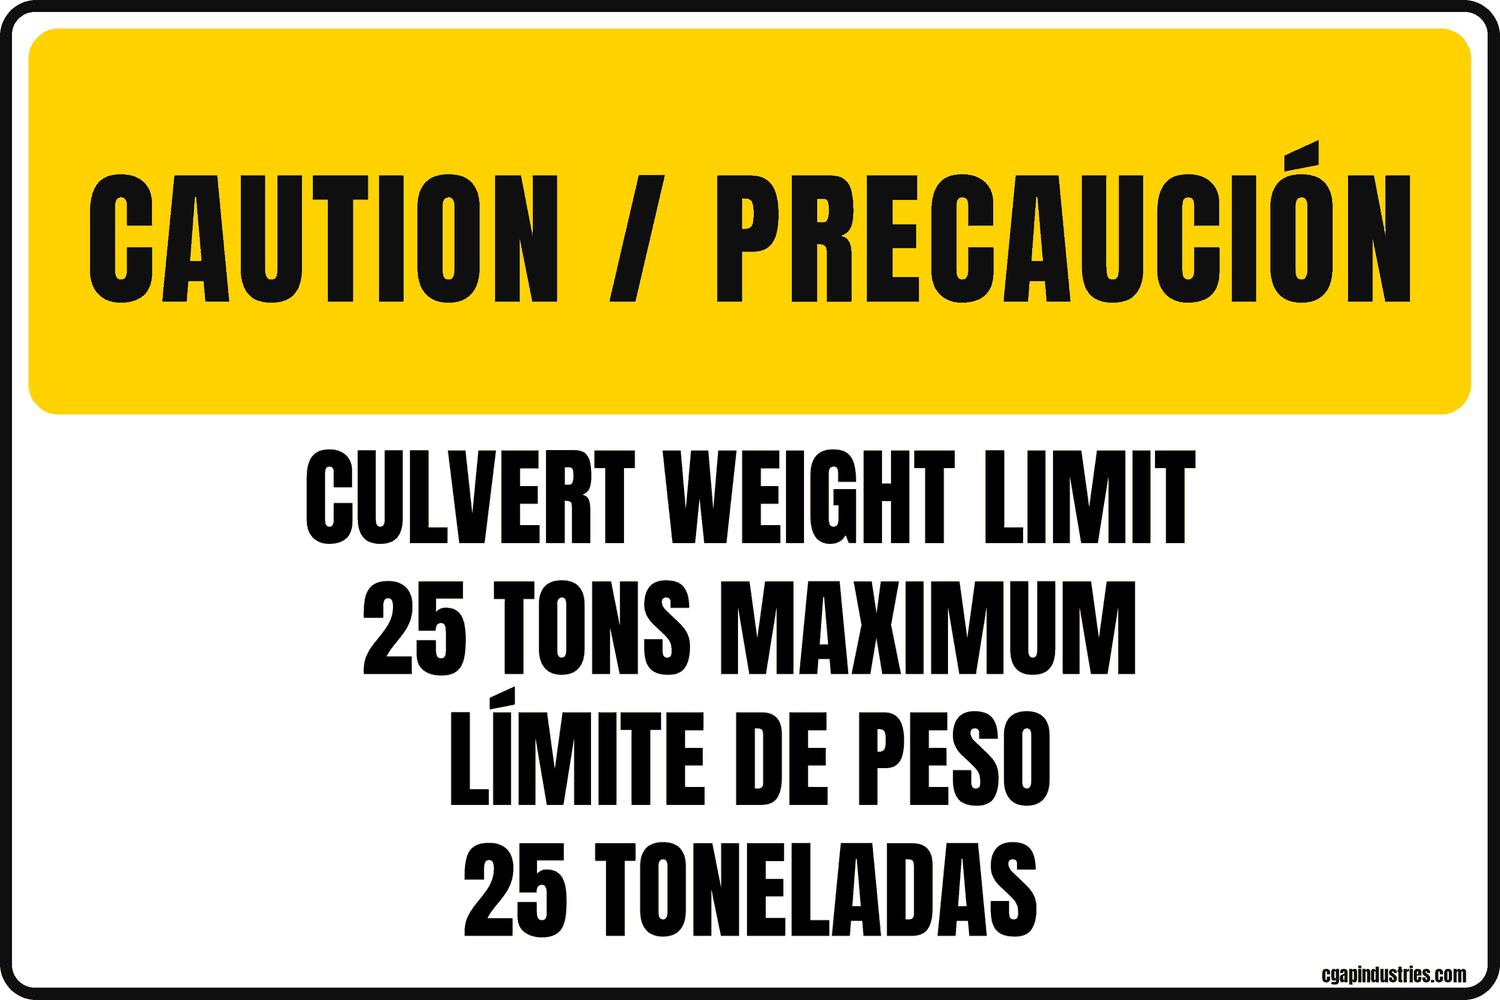 CAUTION / PRECAUCIÓN
CULVERT WEIGHT LIMIT
25 TONS MAXIMUM
LÍMITE DE PESO
25 TONELADAS
cgapindustries.com